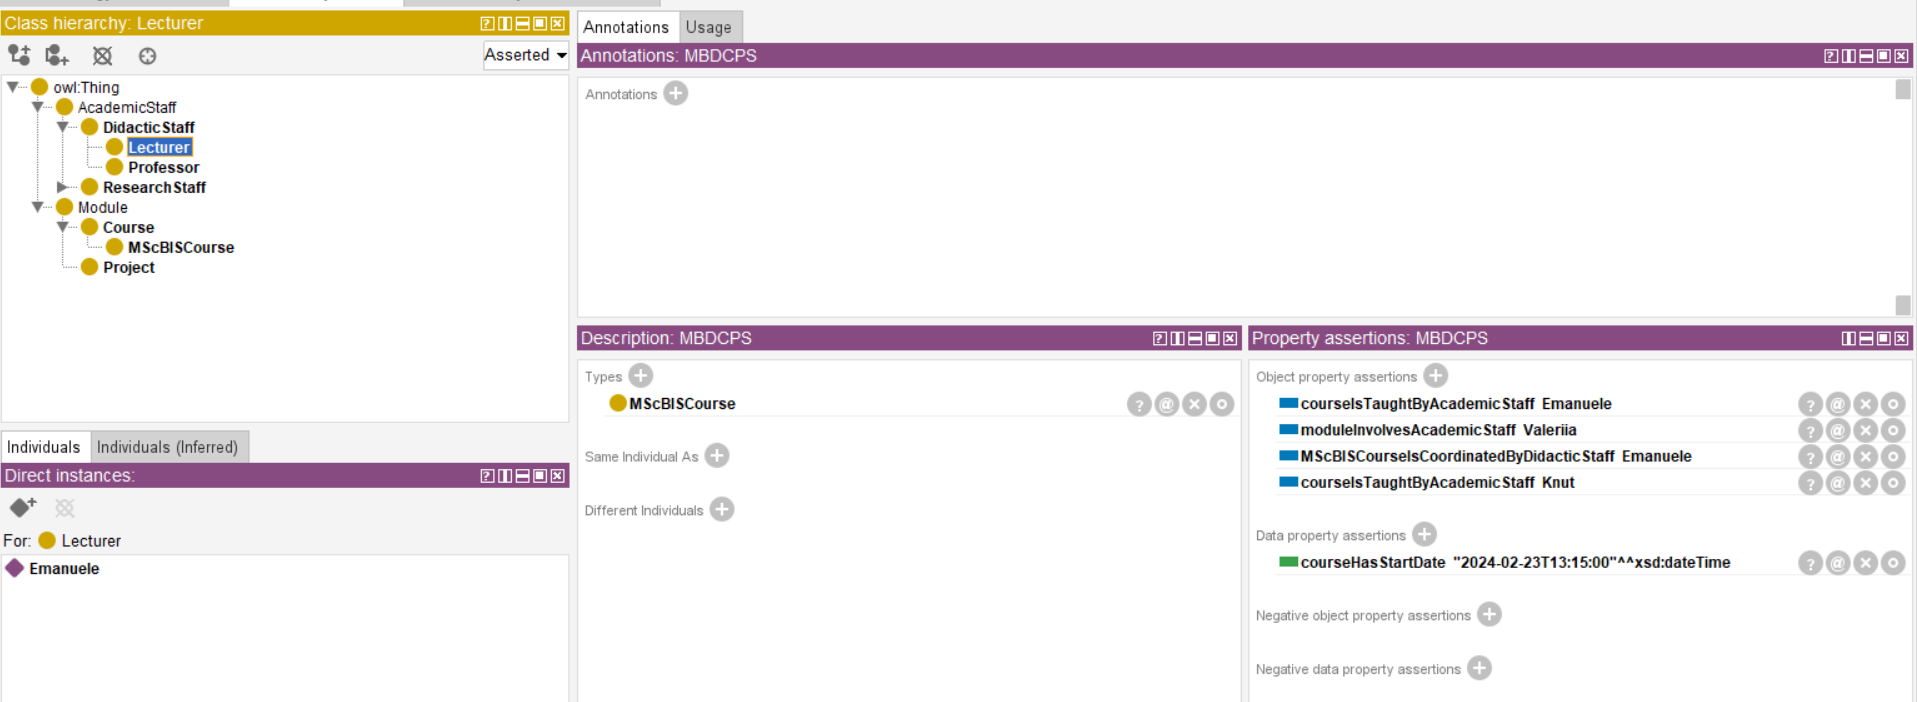 Class hierarchy: Lecturer
Asserted
owl:Thing
AcademicStaff
DidacticStaff
Lecturer
Professor
ResearchStaff
Module
Course
MScBISCourse
Project
Individuals
Individuals (Inferred)
Direct instances:
For: Lecturer
Emanuele
Annotations
Usage
Annotations: MBDCPS
Annotations
Description: MBDCPS
Types
MScBISCourse
Same Individual As
Different Individuals
Property assertions: MBDCPS
Object property assertions
courseIsTaughtByAcademicStaff Emanuele
moduleInvolvesAcademicStaff Valeriia
MScBISCourseIsCoordinatedByDidacticStaff Emanuele
courseIsTaughtByAcademicStaff Knut
Data property assertions
courseHasStartDate "2024-02-23T13:15:00"^^xsd:dateTime
Negative object property assertions
Negative data property assertions